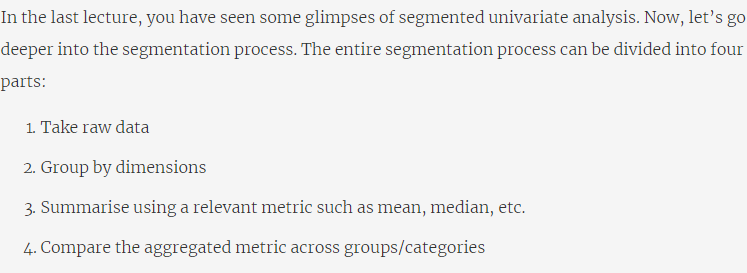 In the last lecture, you have seen some glimpses of segmented univariate analysis. Now, let’s go
deeper into the segmentation process. The entire segmentation process can be divided into four
parts:
1. Take raw data
2. Group by dimensions
3. Summarise using a relevant metric such as mean, median, etc.
4. Compare the aggregated metric across groups/categories